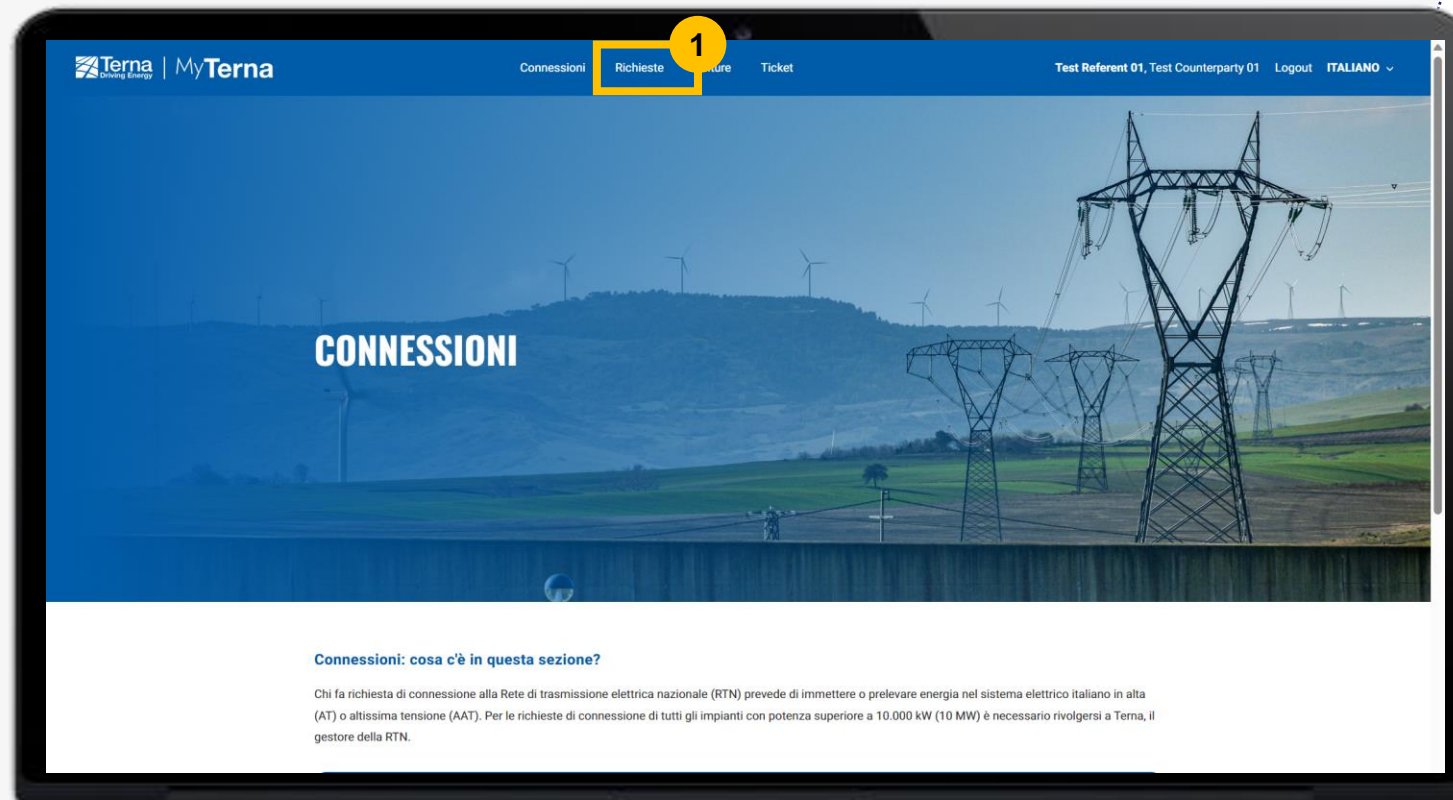 1
Terna
Driving Energy
MyTerna
Connessioni Richieste Ticket
Test Referent 01, Test Counterparty 01 Logout ITALIANO
CONNESSIONI
Connessioni: cosa c'è in questa sezione?
Chi fa richiesta di connessione alla Rete di trasmissione elettrica nazionale (RTN) prevede di immettere o prelevare energia nel sistema elettrico italiano in alta
(AT) o altissima tensione (AAT). Per le richieste di connessione di tutti gli impianti con potenza superiore a 10.000 kW (10 MW) è necessario rivolgersi a Terna, il
gestore della RTN.